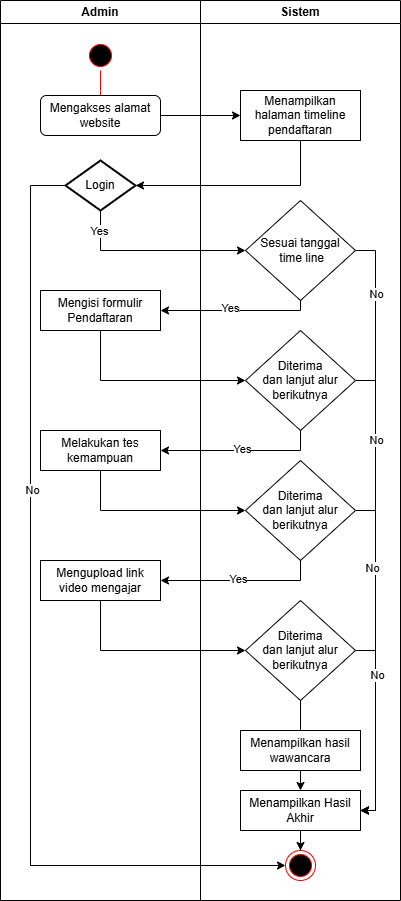 Admin
Sistem
Mengakses alamat
website
Menampilkan
halaman timeline
pendaftaran
Login
Yes
Sesuai tanggal
time line
No
Mengisi formulir
Pendaftaran
Yes
Diterima
dan lanjut alur
berikutnya
No
Melakukan tes
kemampuan
Yes
Diterima
dan lanjut alur
berikutnya
No
No
Mengupload link
video mengajar
Yes
Diterima
dan lanjut alur
berikutnya
No
Menampilkan hasil
wawancara
Menampilkan Hasil
Akhir